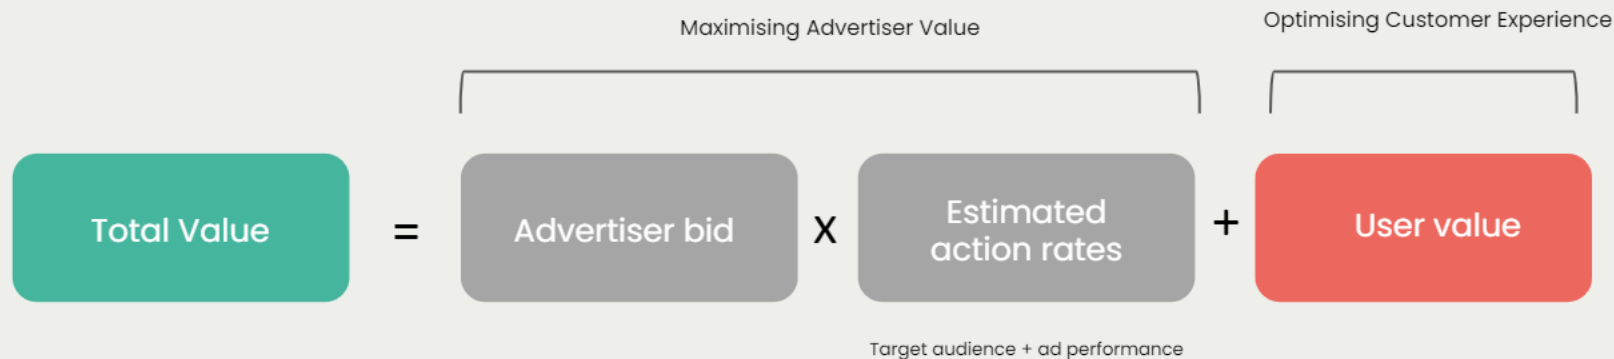 Maximising Advertiser Value
Optimising Customer Experience
Total Value
=
Advertiser bid
x
Estimated
action rates
+
User value
Target audience + ad performance